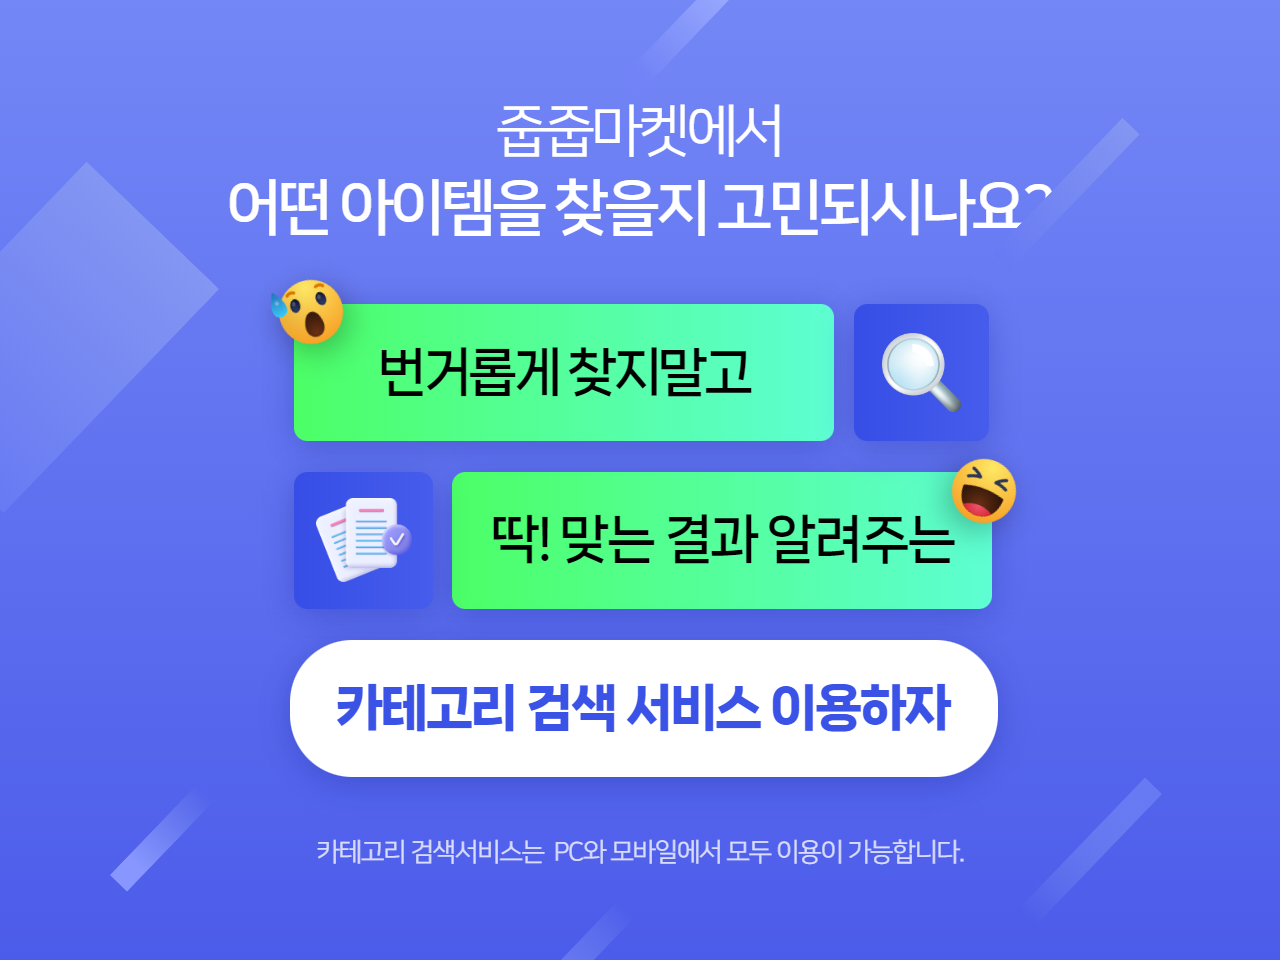 줍줍마켓에서
어떤 아이템을 찾을지 고민되시나요?
번거롭게 찾지말고
딱! 맞는 결과 알려주는
카테고리 검색 서비스 이용하자
카테고리 검색서비스는 PC와 모바일에서 모두 이용이 가능합니다.